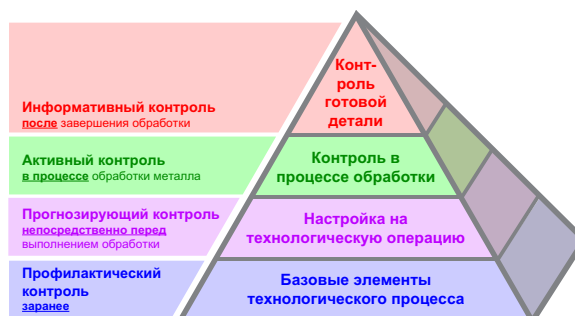 Конт-
роль
готовой
детали
Информативный контроль
после завершения обработки
Активный контроль
в процессе обработки металла
Контроль в
процессе обработки
Прогнозирующий контроль
непосредственно перед
выполнением обработки
Настройка на
технологическую операцию
Профилактический
контроль
заранее
Базовые элементы
технологического процесса